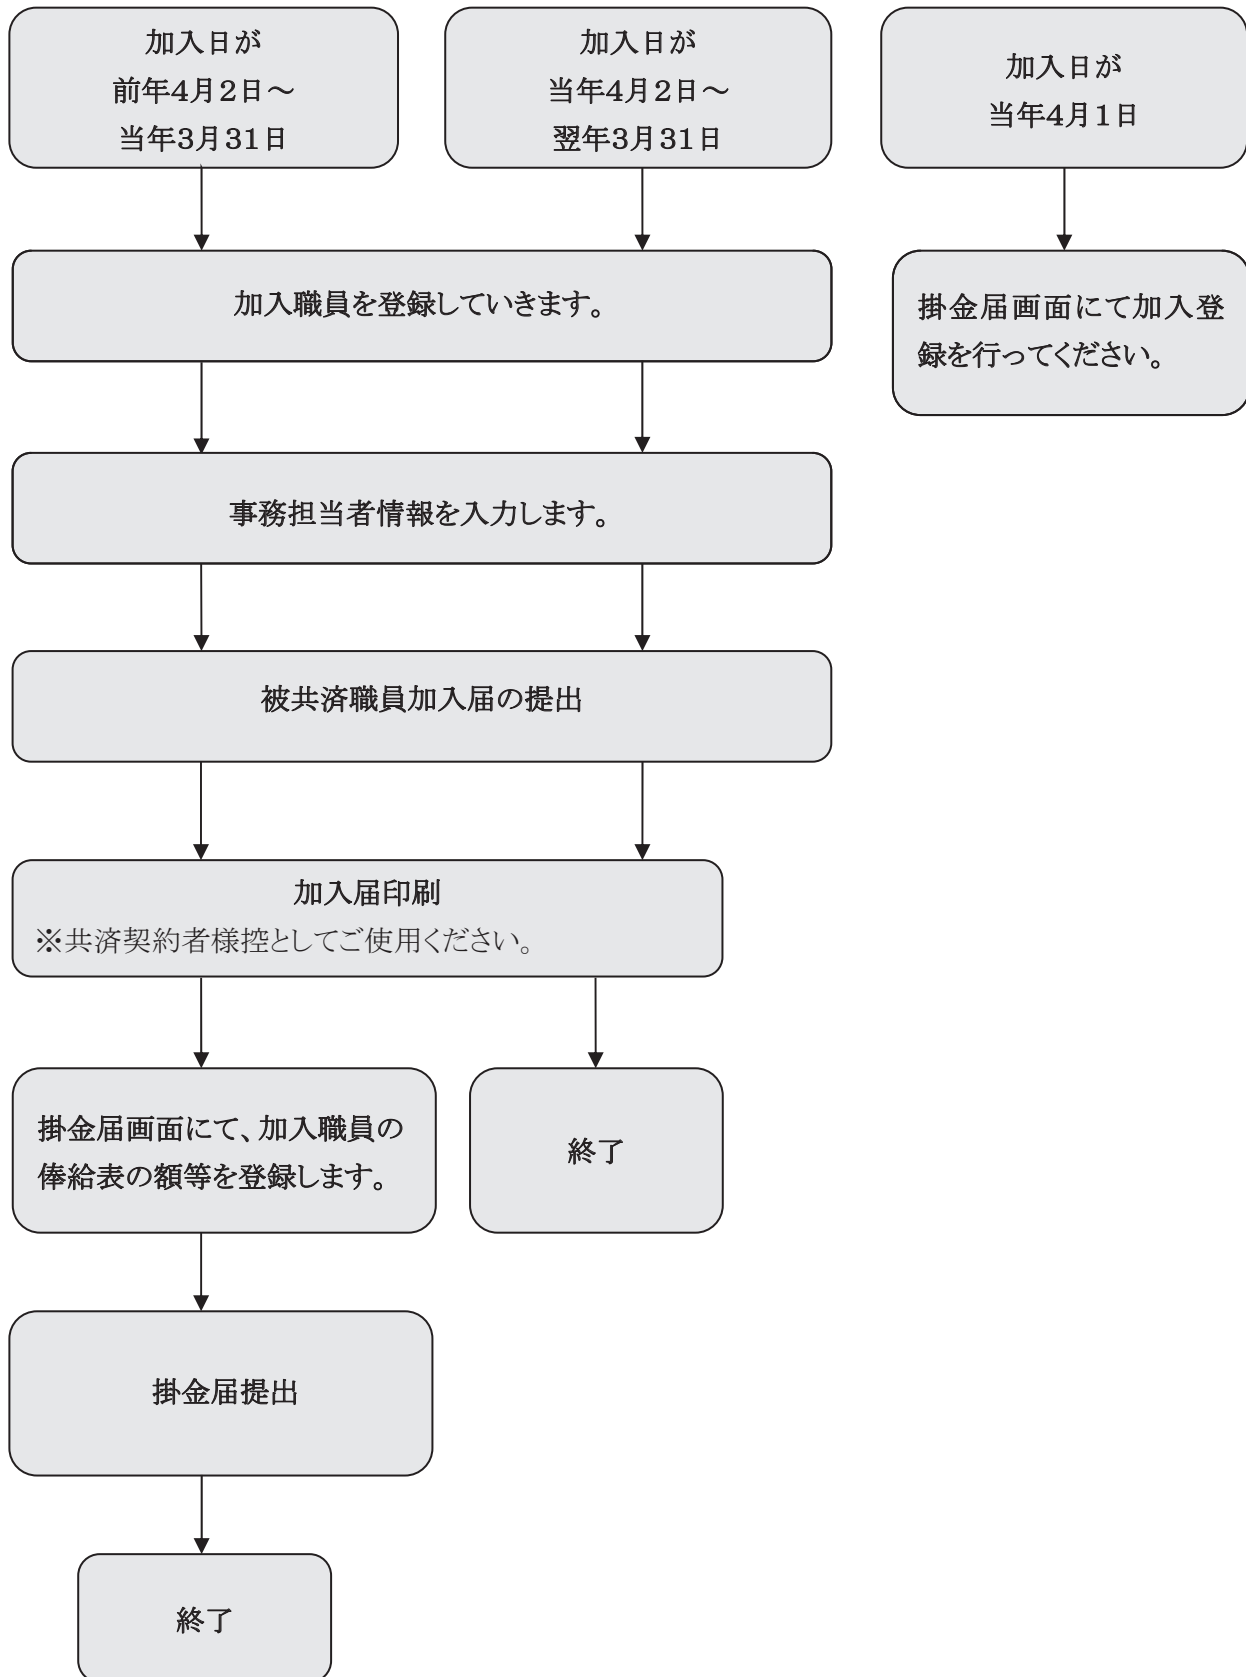 加入日が
前年4月2日～
当年3月31日
加入日が
当年4月2日～
翌年3月31日
加入日が
当年4月1日
加入職員を登録していきます。
掛金届画面にて加入登
録を行ってください。
事務担当者情報を入力します。
被共済職員加入届の提出
加入届印刷
※共済契約者様控としてご使用ください。
掛金届画面にて、加入職員の
俸給表の額等を登録します。
終了
掛金届提出
終了